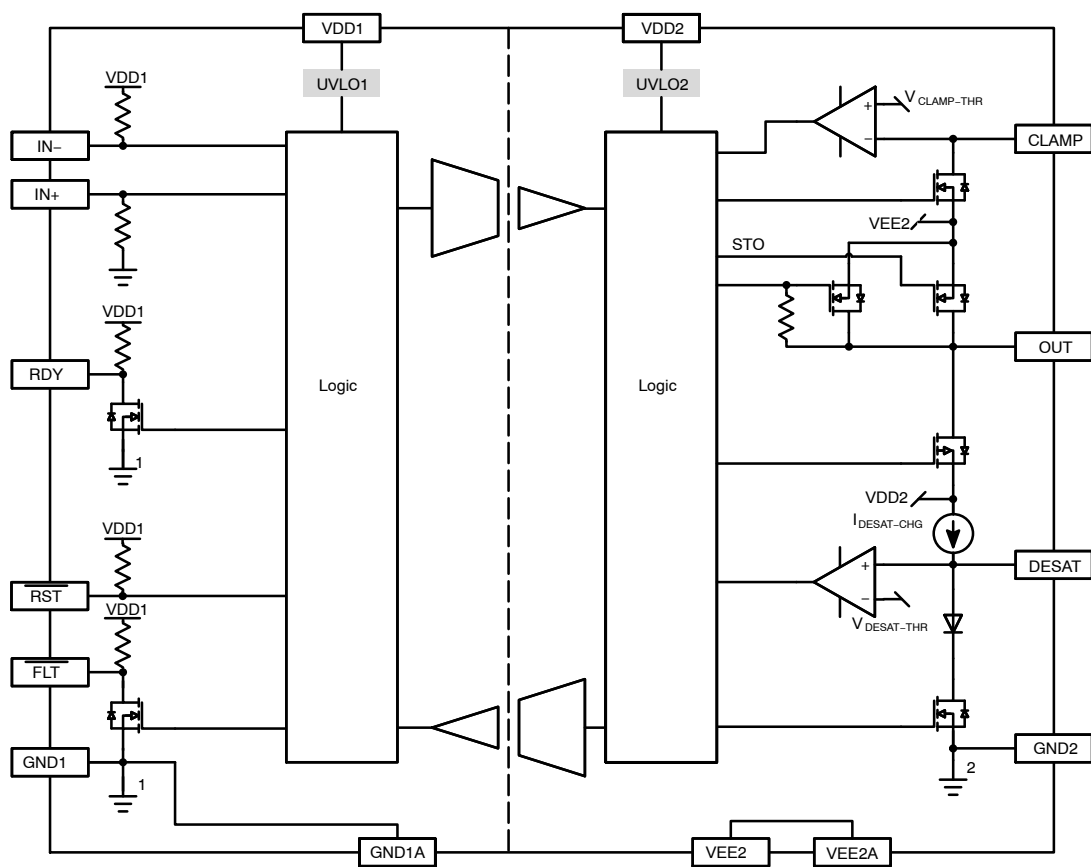 VDD1
VDD2
UVLO1
UVLO2
VDD1
IN−
IN+
VDD1
RDY
1
VDD1
RST
VDD1
FLT
GND1
1
GND1A
Logic
Logic
V CLAMP−THR
+
−
CLAMP
VEE2
STO
OUT
VDD2
I DESAT−CHG
+
−
DESAT
V DESAT−THR
GND2
2
VEE2
VEE2A